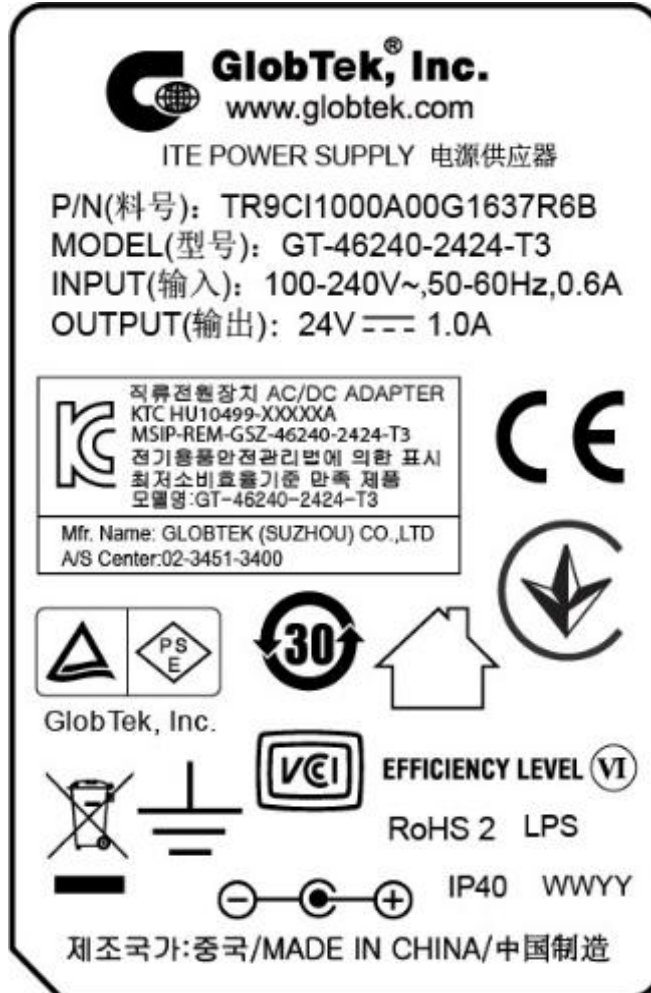 GlobTek, Inc.®
www.globtek.com
ITE POWER SUPPLY 电源供应器
P/N(料号): TR9CI1000A00G1637R6B
MODEL(型号): GT-46240-2424-T3
INPUT(输入): 100-240V~,50-60Hz,0.6A
OUTPUT(输出): 24V 1.0A
직류전원장치 AC/DC ADAPTER
KTC HU10499-XXXXXA
MSIP-REM-GSZ-46240-2424-T3
전기용품안전관리법에 의한 표시
최저소비효율기준 만족 제품
모델명:GT-46240-2424-T3
Mfr. Name: GLOBTEK (SUZHOU) CO.,LTD
A/S Center:02-3451-3400
CE
PS
E
30
GlobTek, Inc.
VCI
EFFICIENCY LEVEL VI
RoHS 2 LPS
IP40 WWYY
제조국가:중국/MADE IN CHINA/中国制造